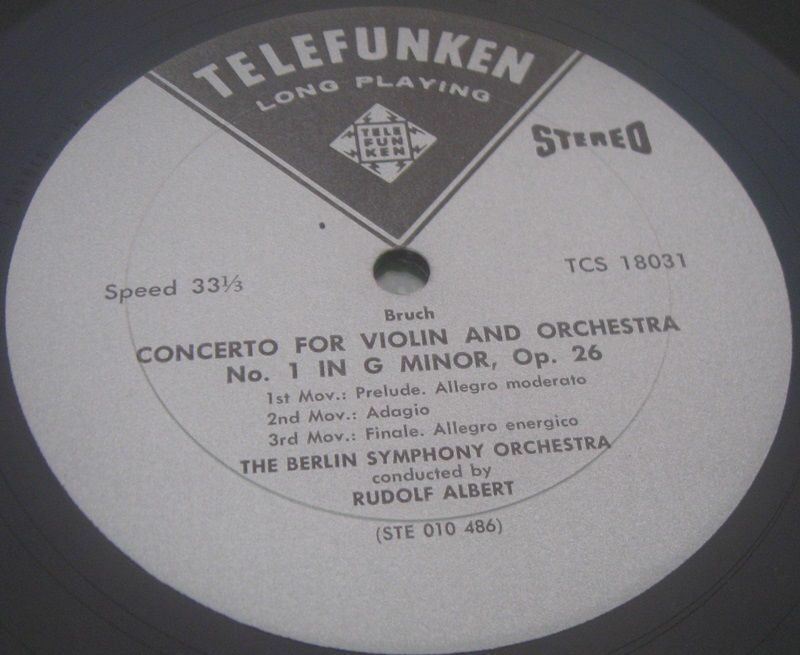 TELEFUNKEN
LONG PLAYING
TELE
FUN
KEN
STEREO
Speed 33⅓
TCS 18031
Bruch
CONCERTO FOR VIOLIN AND ORCHESTRA
No. 1 IN G MINOR, Op. 26
1st Mov.: Prelude. Allegro moderato
2nd Mov.: Adagio
3rd Mov.: Finale. Allegro energico
THE BERLIN SYMPHONY ORCHESTRA
conducted by
RUDOLF ALBERT
(STE 010 486)